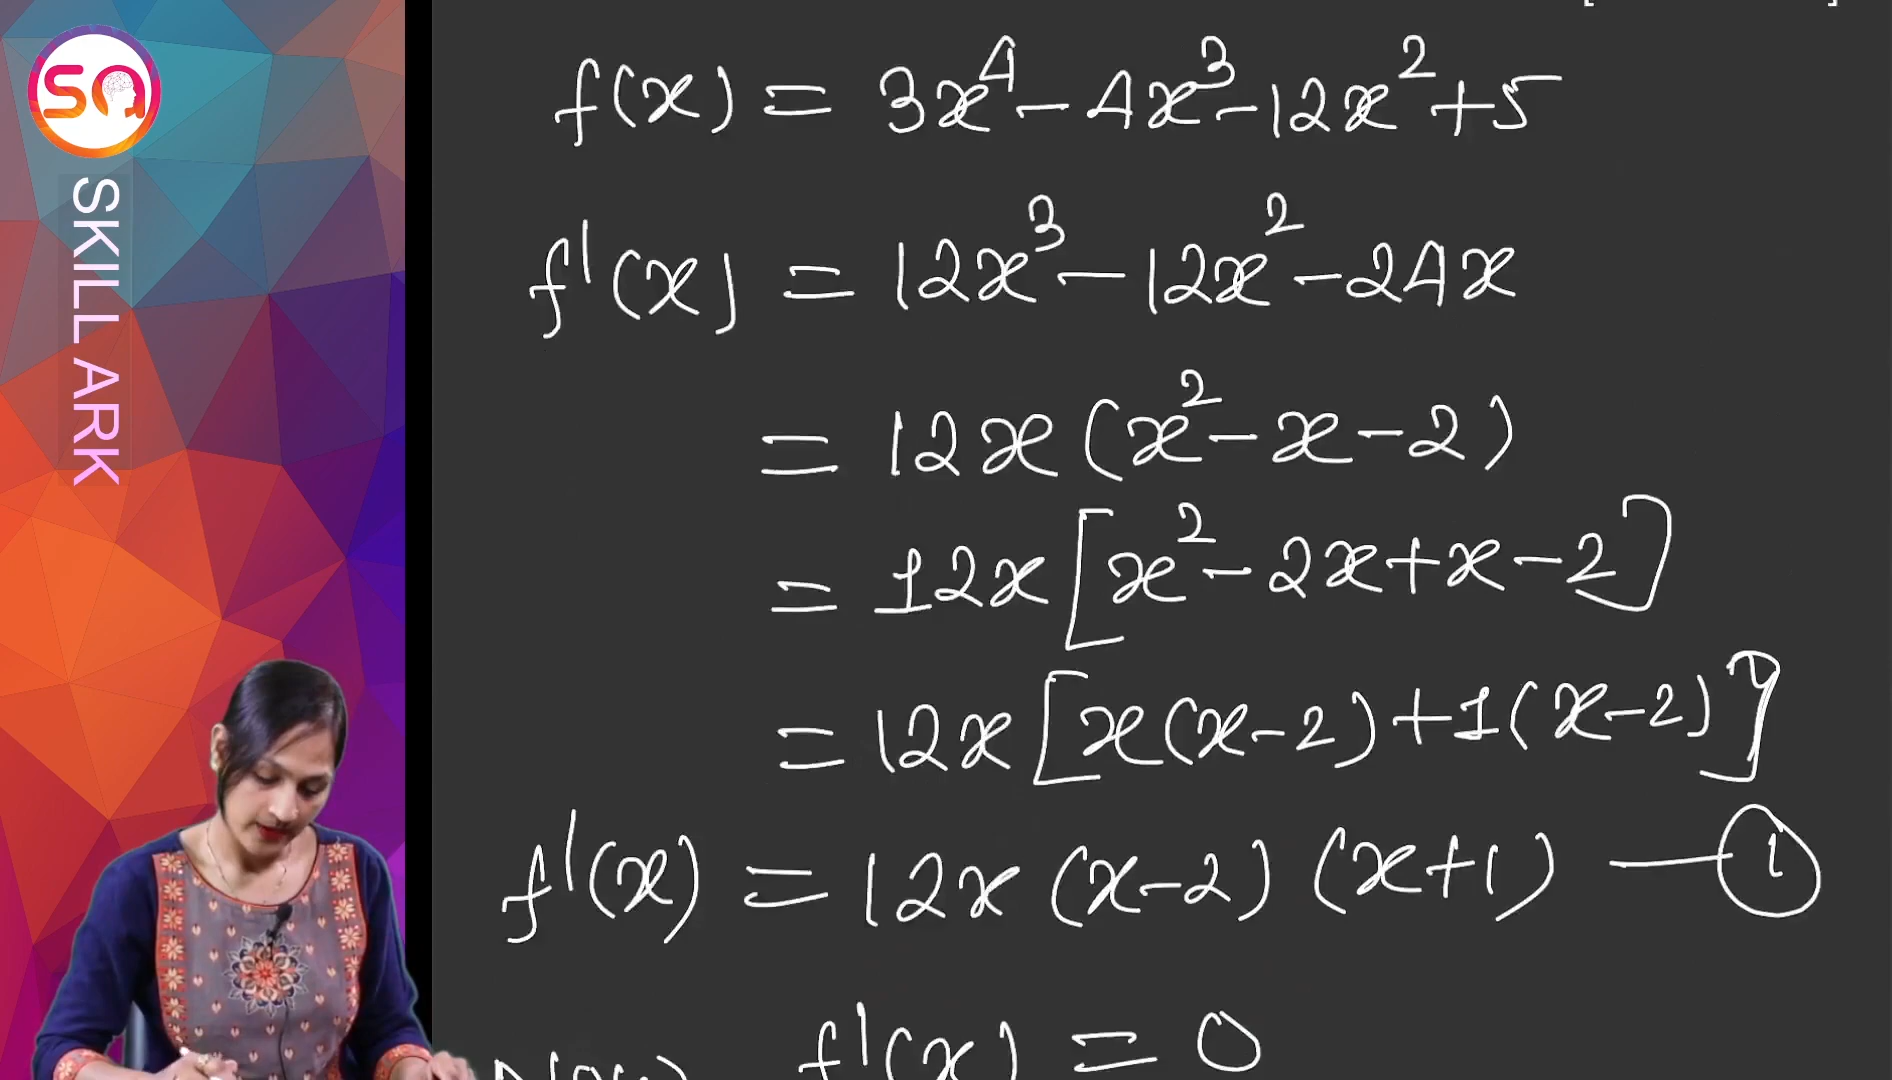 SKILL ARK
f(x) = 3x⁴ - 4x³ - 12x² + 5
f'(x) = 12x³ - 12x² - 24x
= 12x (x² - x - 2)
= 12x [x² - 2x + x - 2]
= 12x [x(x-2) + 1(x-2)]
f'(x) = 12x (x-2) (x+1) — ①
Now, f'(x) = 0